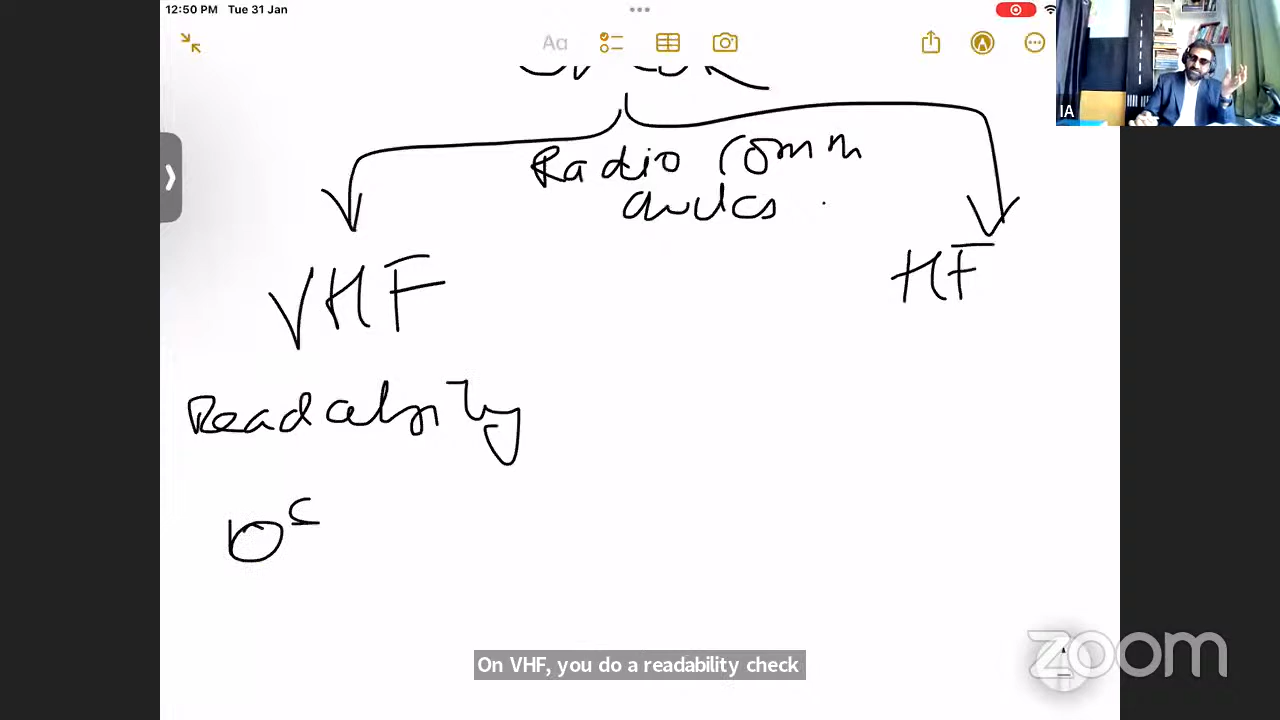 12:50 PM Tue 31 Jan
Aa
IA
Radio Comm
VHF
HF
Readability
On VHF, you do a readability check
zoom